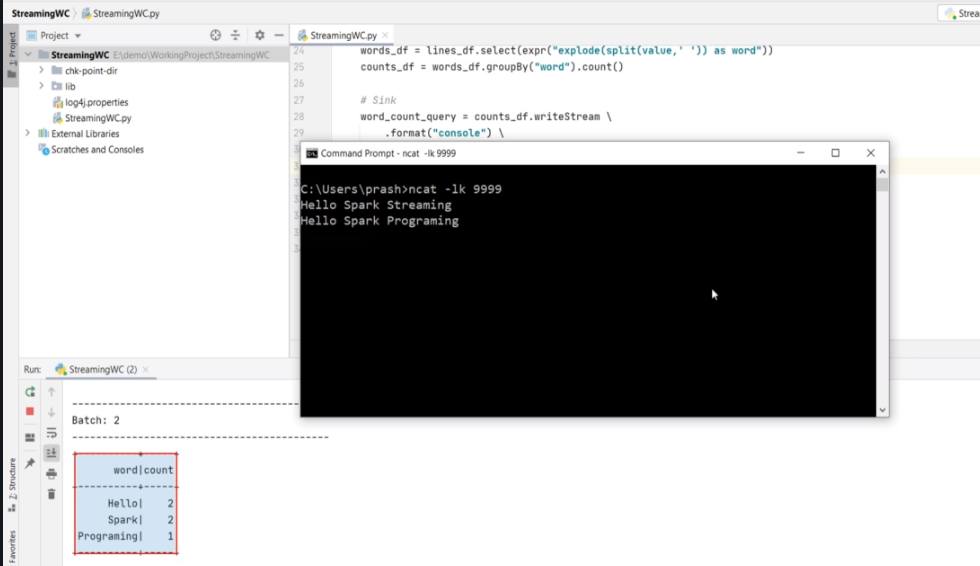 StreamingWC StreamingWC.py
Strea
1: Project
Project
StreamingWC.py
StreamingWC E:\demo\WorkingProject\StreamingWC
chk-point-dir
lib
log4j.properties
StreamingWC.py
External Libraries
Scratches and Consoles
24 words_df = lines_df.select(expr("explode(split(value,' ')) as word"))
25 counts_df = words_df.groupBy("word").count()
26
27 # Sink
28 word_count_query = counts_df.writeStream \
29 .format("console") \
Command Prompt - ncat -lk 9999
C:\Users\prash>ncat -lk 9999
Hello Spark Streaming
Hello Spark Programing
Run: StreamingWC (2)
-------------------------------------------
Batch: 2
-------------------------------------------
word|count
Hello| 2
Spark| 2
Programing| 1
Z: Structure
Favorites